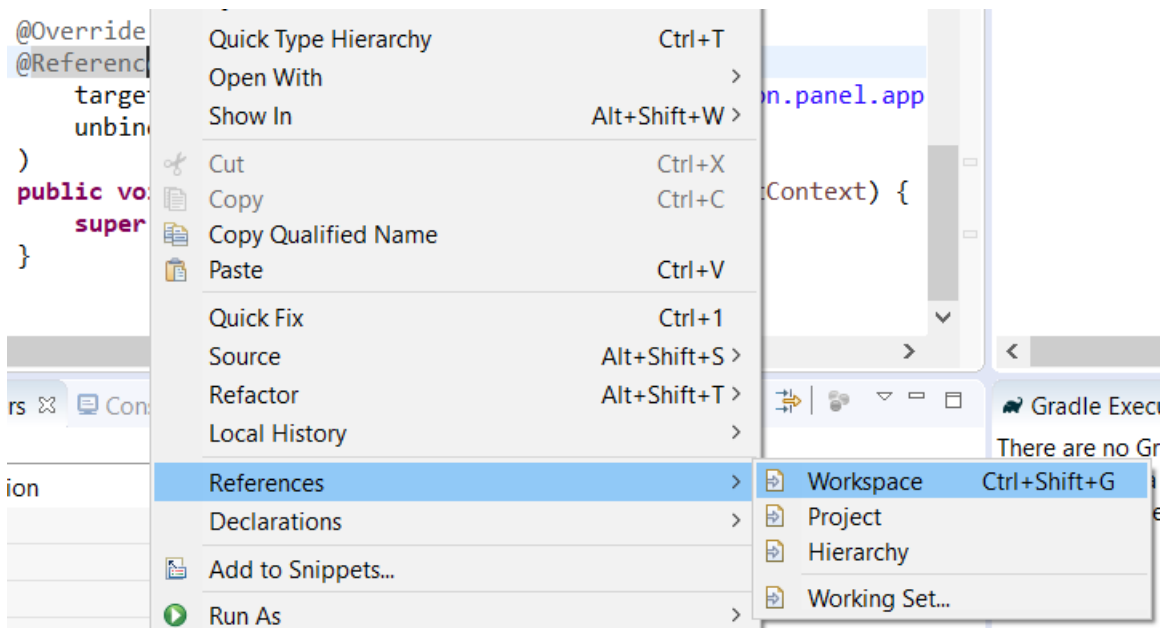 @Override
@Referenc
target
on.panel.app
unbin
)
public vo
Context) {
super
}
Quick Type Hierarchy Ctrl+T
Open With
Show In Alt+Shift+W
Cut Ctrl+X
Copy Ctrl+C
Copy Qualified Name
Paste Ctrl+V
Quick Fix Ctrl+1
Source Alt+Shift+S
Refactor Alt+Shift+T
Local History
References
Declarations
Add to Snippets...
Run As
Workspace Ctrl+Shift+G
Project
Hierarchy
Working Set...
rs
Con
ion
Gradle Execu
There are no Gr